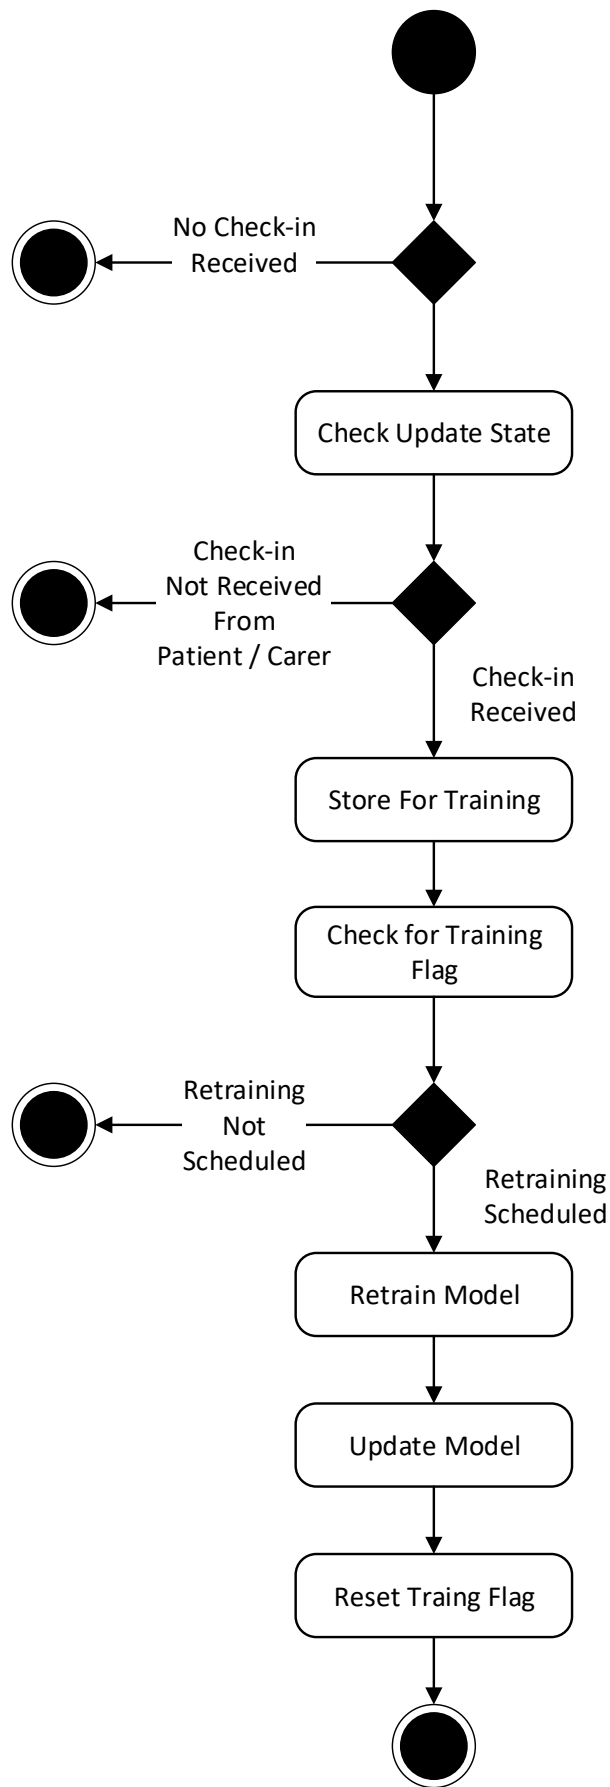 No Check-in
Received
Check Update State
Check-in
Not Received
From
Patient / Carer
Check-in
Received
Store For Training
Check for Training
Flag
Retraining
Not
Scheduled
Retraining
Scheduled
Retrain Model
Update Model
Reset Traing Flag